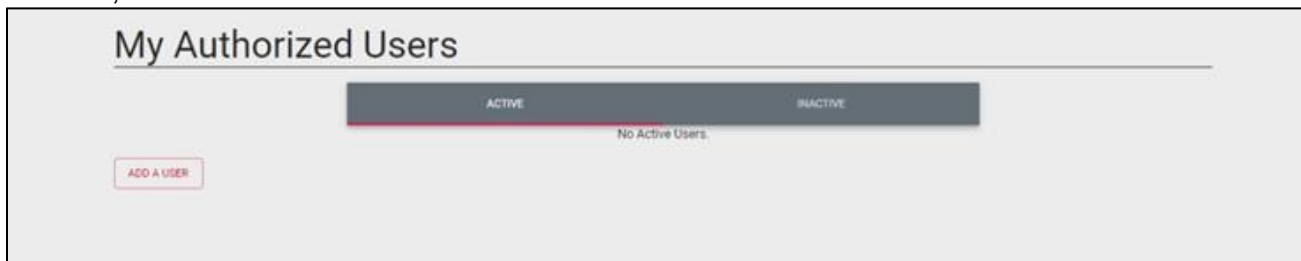 My Authorized Users
ACTIVE INACTIVE
No Active Users.
ADD A USER